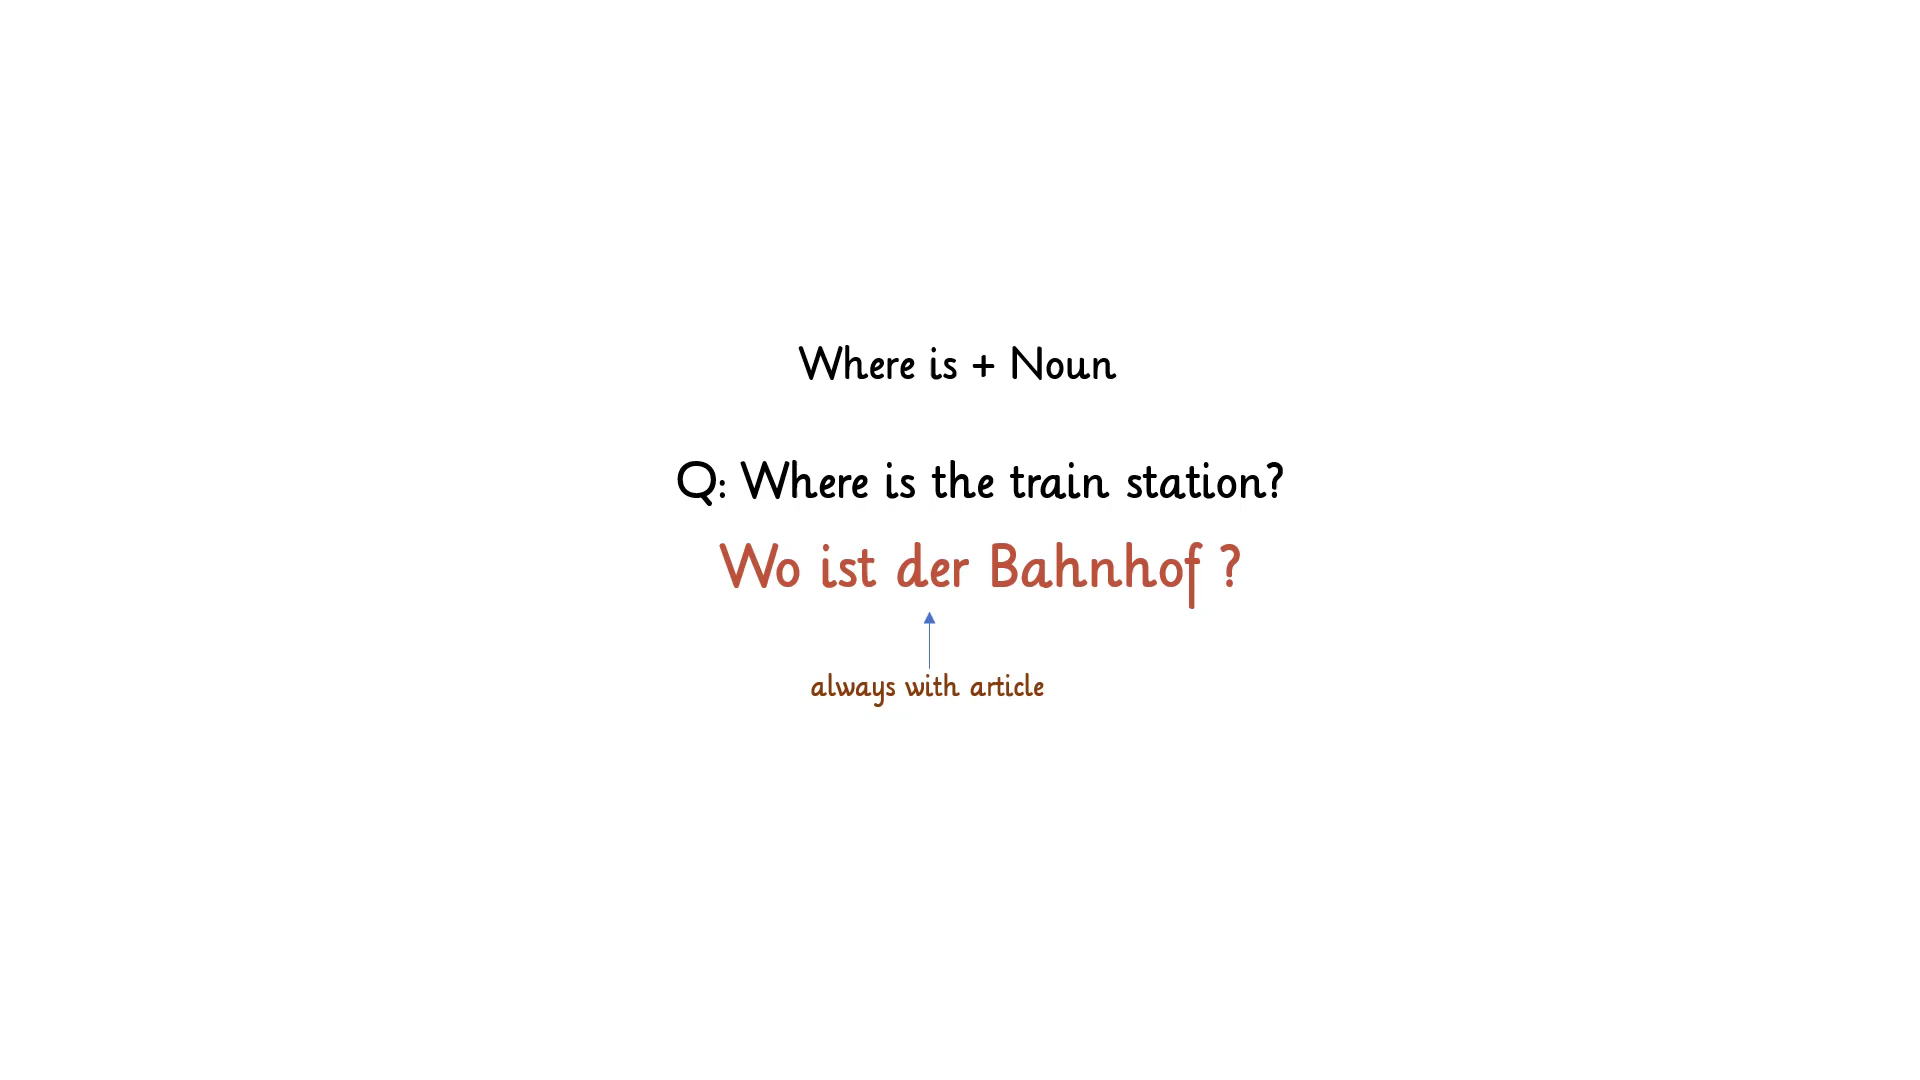 Where is + Noun
Q: Where is the train station?
Wo ist der Bahnhof ?
always with article